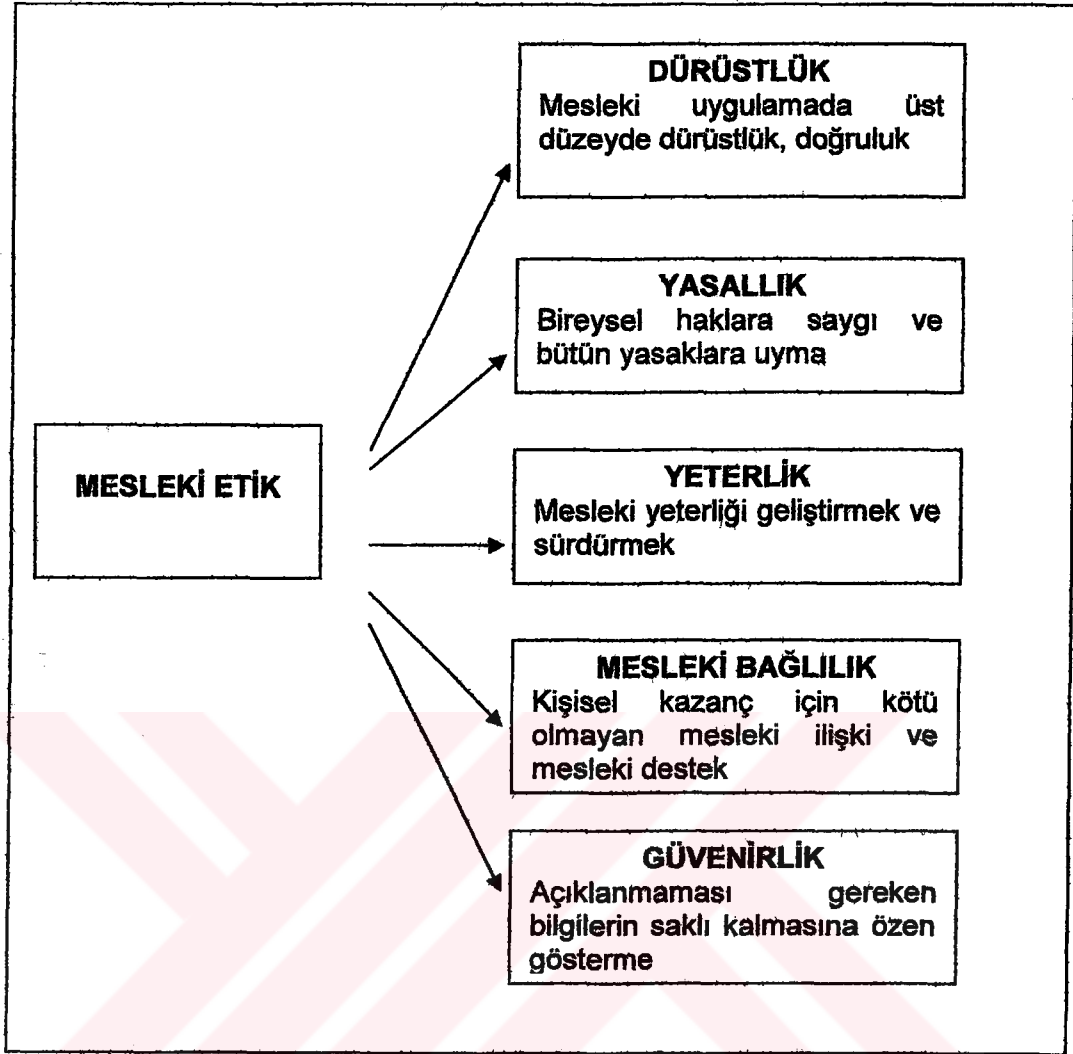 DÜRÜSTLÜK
Mesleki uygulamada üst
düzeyde dürüstlük, doğruluk
YASALLIK
Bireysel haklara saygı ve
bütün yasaklara uyma
MESLEKİ ETİK
YETERLİK
Mesleki yeterliği geliştirmek ve
sürdürmek
MESLEKİ BAĞLILIK
Kişisel kazanç için kötü
olmayan mesleki ilişki ve
mesleki destek
GÜVENİRLİK
Açıklanmaması gereken
bilgilerin saklı kalmasına özen
gösterme